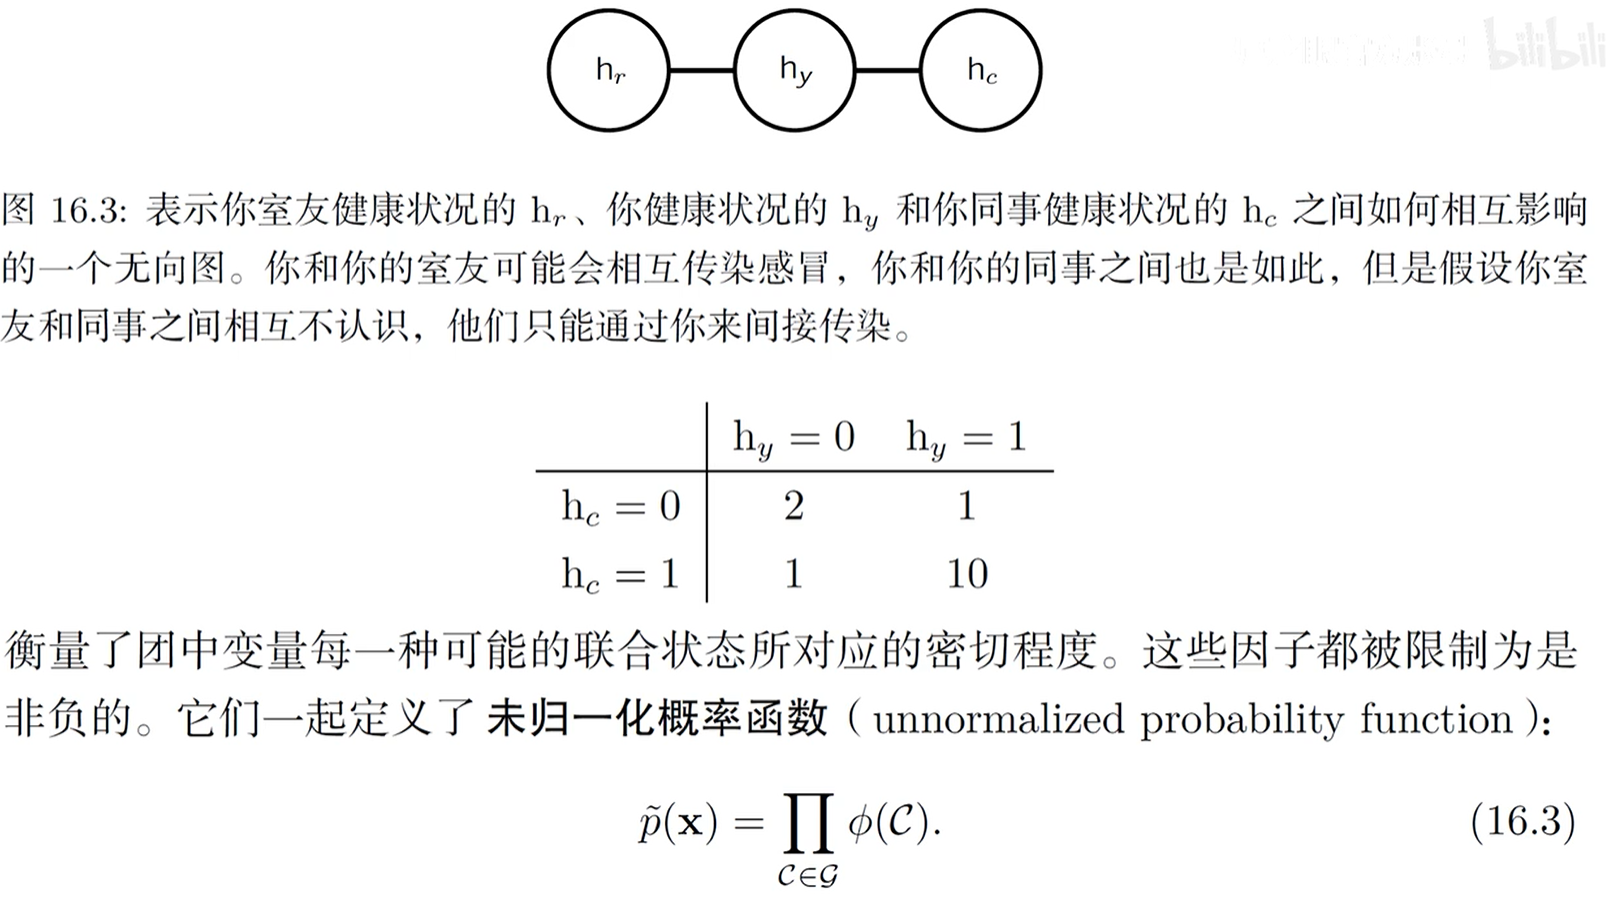 h_r h_y h_c
bilibili
图 16.3: 表示你室友健康状况的 h_r、你健康状况的 h_y 和你同事健康状况的 h_c 之间如何相互影响
的一个无向图。你和你的室友可能会相互传染感冒，你和你的同事之间也是如此，但是假设你室
友和同事之间相互不认识，他们只能通过你来间接传染。
h_y = 0 h_y = 1
h_c = 0 2 1
h_c = 1 1 10
衡量了团中变量每一种可能的联合状态所对应的密切程度。这些因子都被限制为是
非负的。它们一起定义了 未归一化概率函数（unnormalized probability function）：
p̃(x) = ∏_{C∈G} ϕ(C). (16.3)